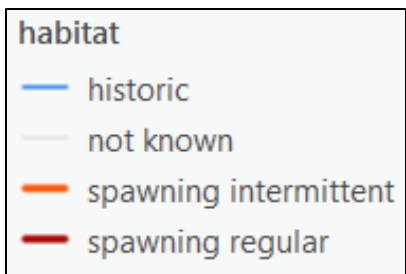 habitat
historic
not known
spawning intermittent
spawning regular